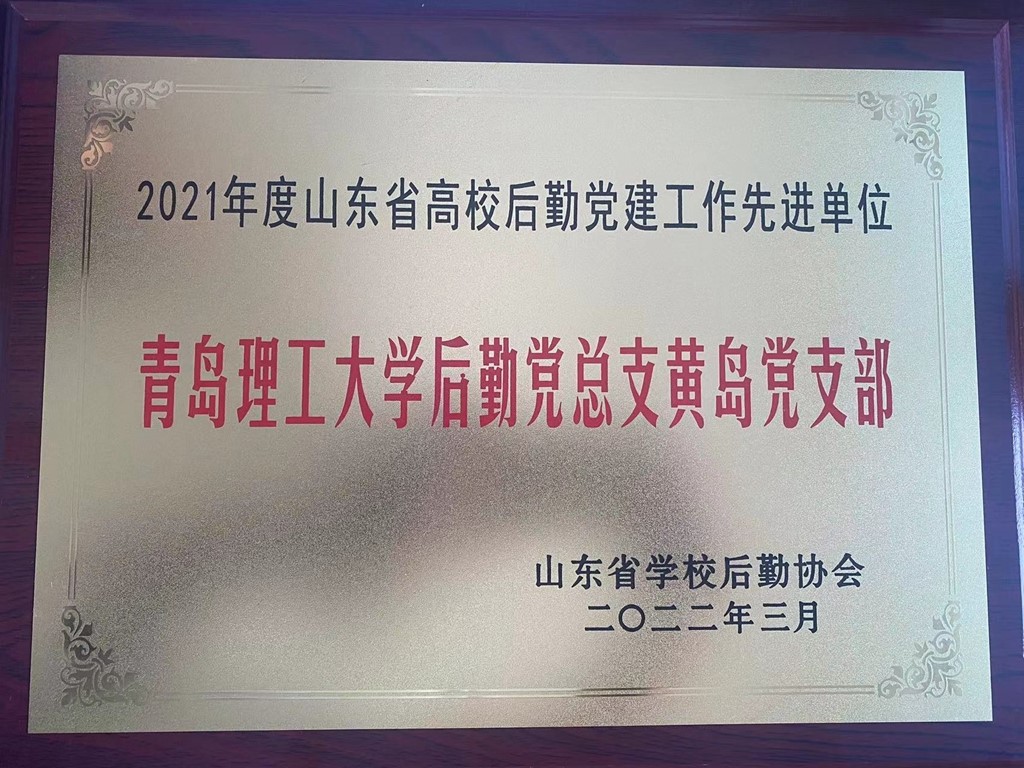 2021年度山东省高校后勤党建工作先进单位
青岛理工大学后勤党总支黄岛党支部
山东省学校后勤协会
二〇二二年三月